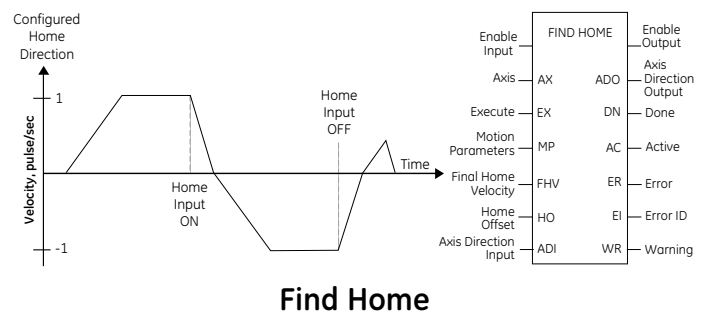 Configured
Home
Direction
Velocity, pulse/sec
1
-1
Home
Input
ON
Home
Input
OFF
Time
FIND HOME
Enable
Input
Axis
AX
Execute
EX
Motion
Parameters
MP
Final Home
Velocity
FHV
Home
Offset
HO
Axis Direction
Input
ADI
Enable
Output
ADO
Axis
Direction
Output
DN
Done
AC
Active
ER
Error
EI
Error ID
WR
Warning
Find Home